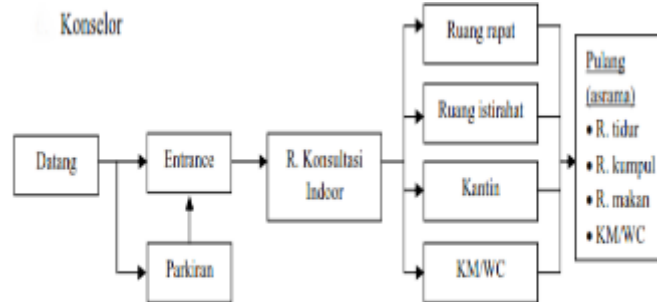 Konselor
Datang
Entrance
Parkiran
R. Konsultasi
Indoor
Ruang rapat
Ruang istirahat
Kantin
KM/WC
Pulang
(asrama)
• R. tidur
• R. kumpul
• R. makan
• KM/WC